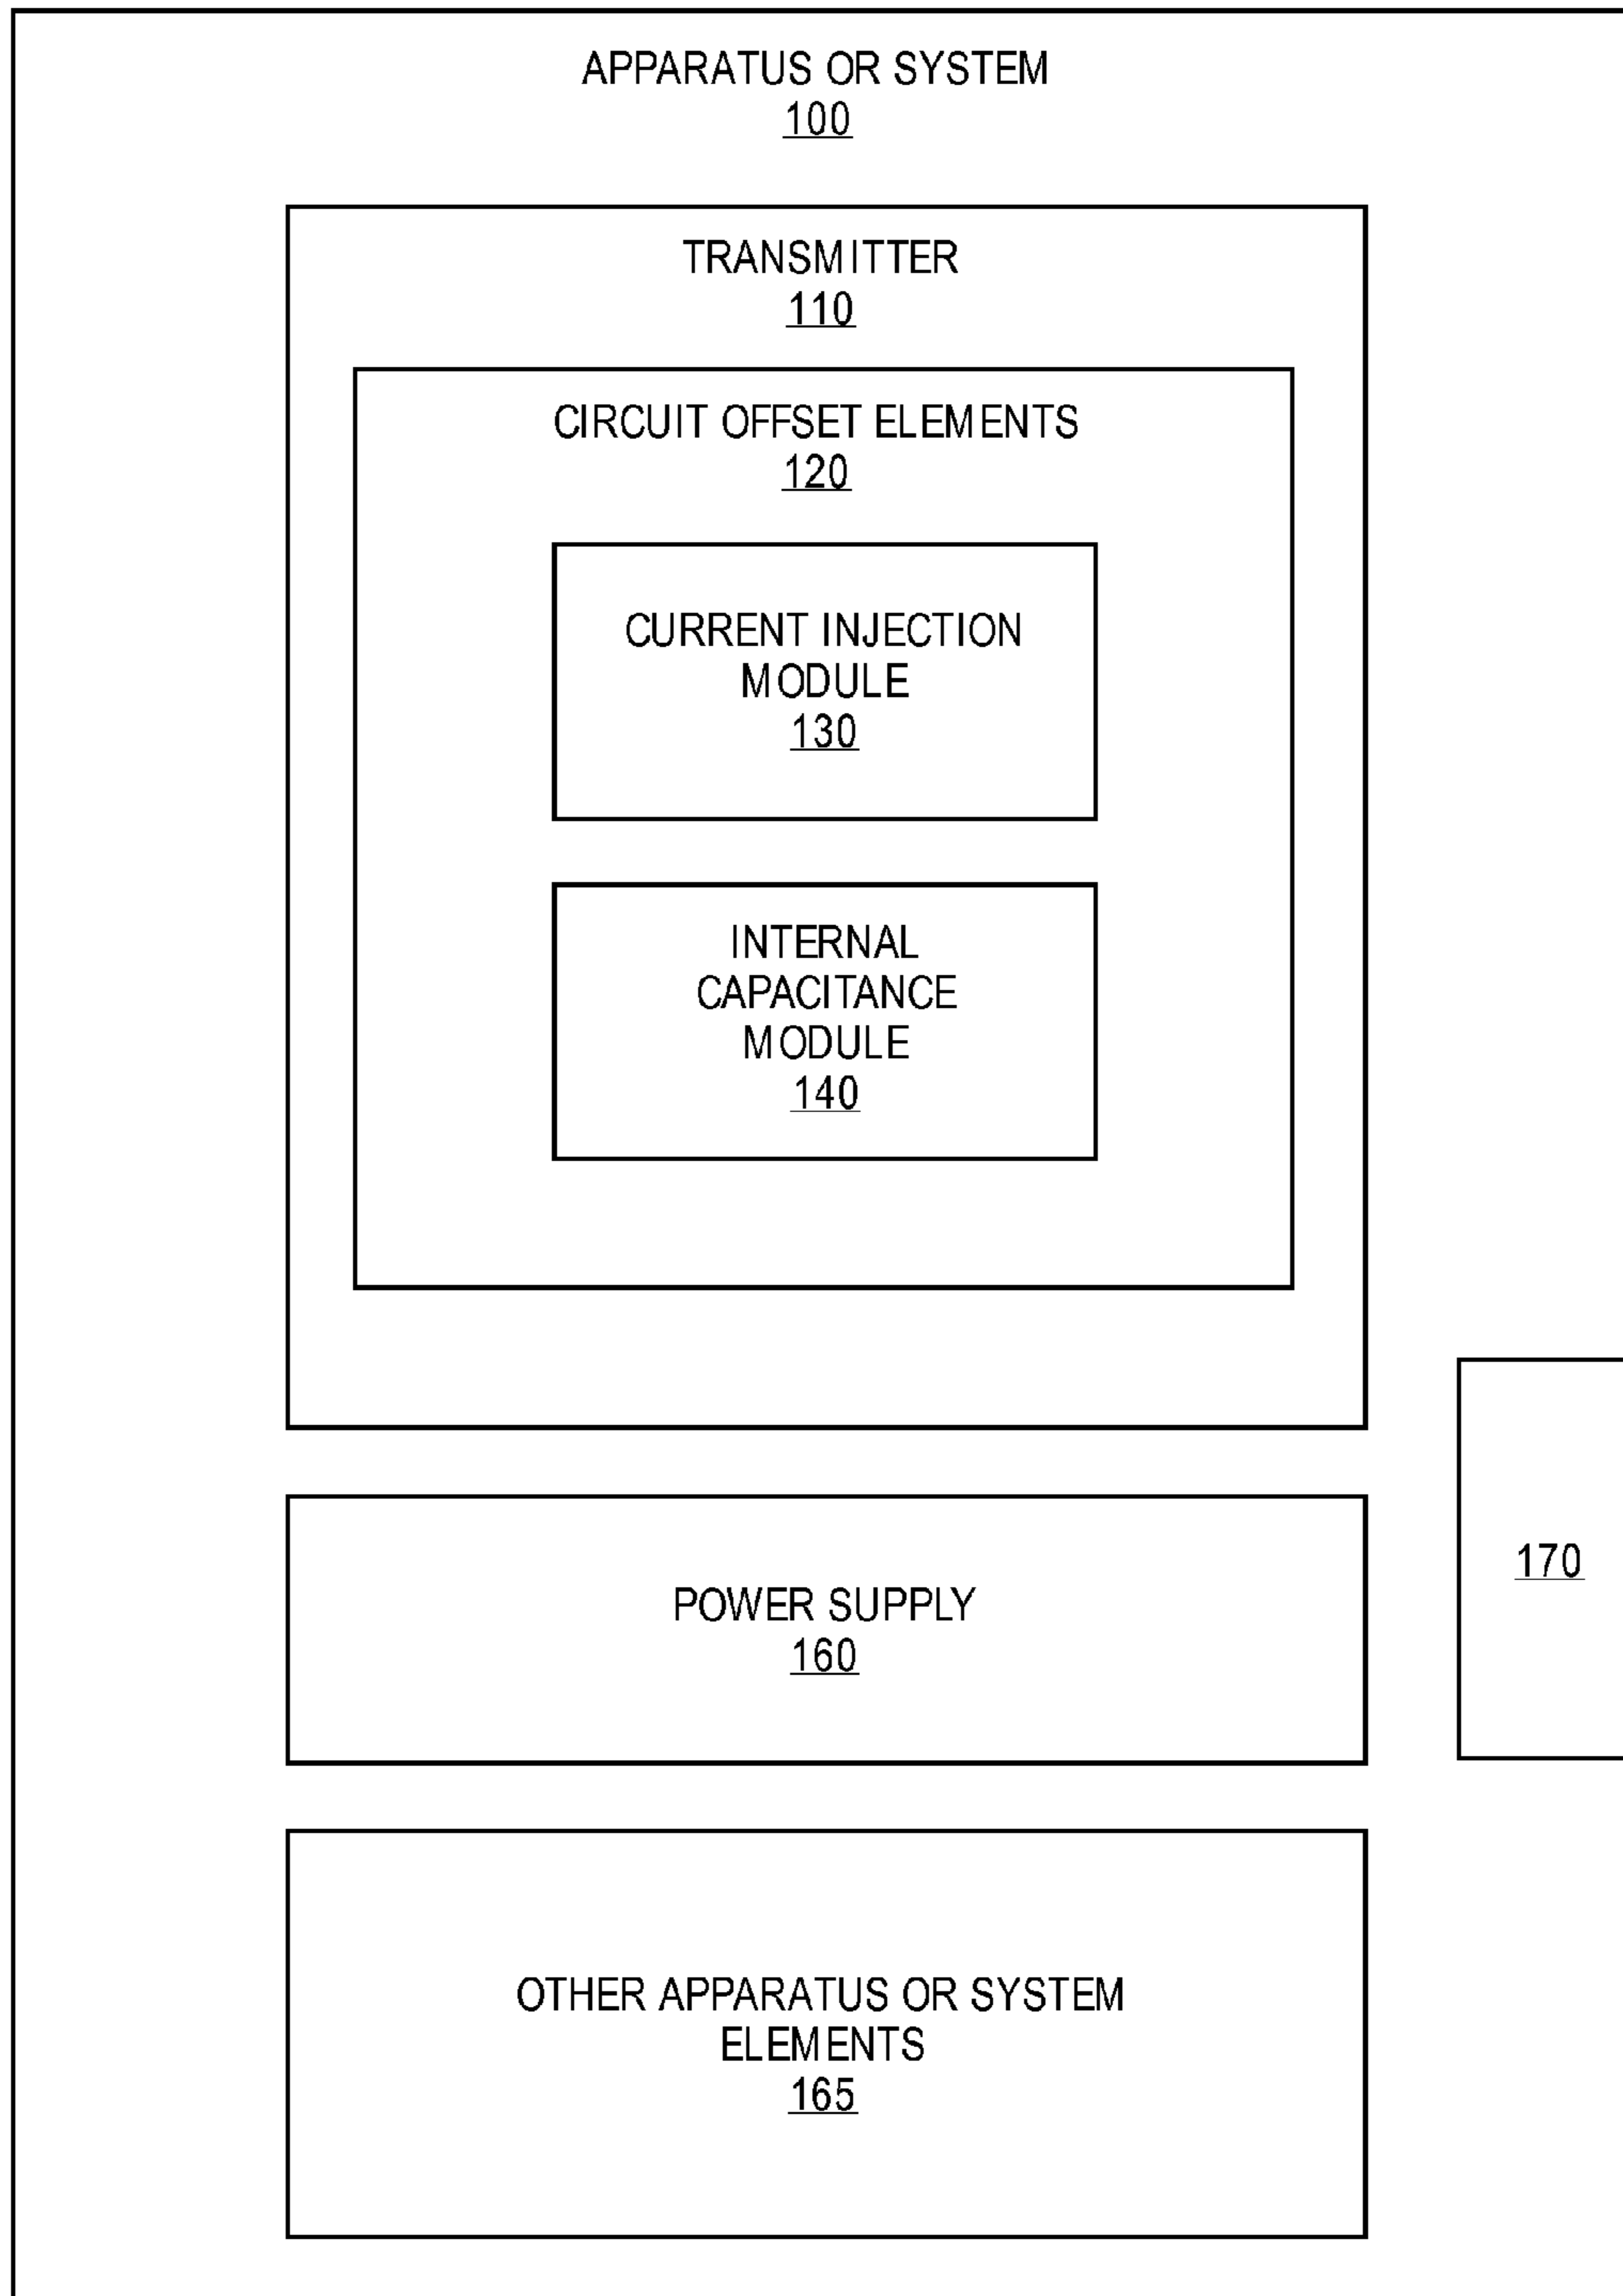 APPARATUS OR SYSTEM
100
TRANSMITTER
110
CIRCUIT OFFSET ELEMENTS
120
CURRENT INJECTION
MODULE
130
INTERNAL
CAPACITANCE
MODULE
140
170
POWER SUPPLY
160
OTHER APPARATUS OR SYSTEM
ELEMENTS
165